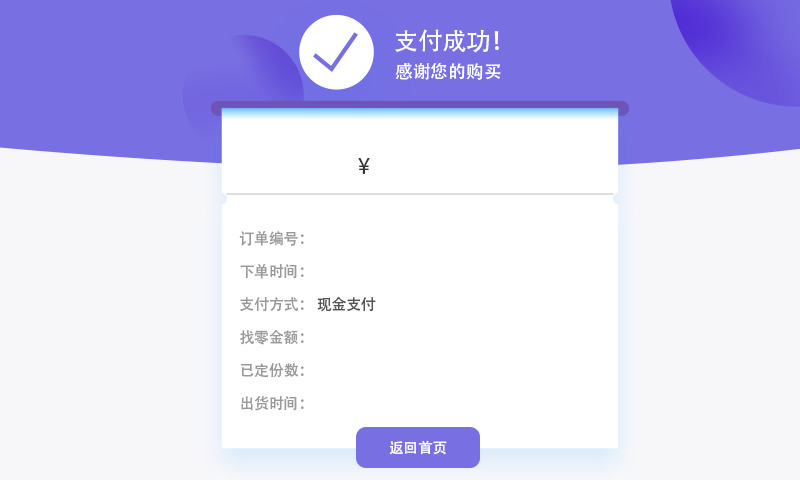 支付成功!
感谢您的购买
¥
订单编号：
下单时间：
支付方式： 现金支付
找零金额：
已定份数：
出货时间：
返回首页